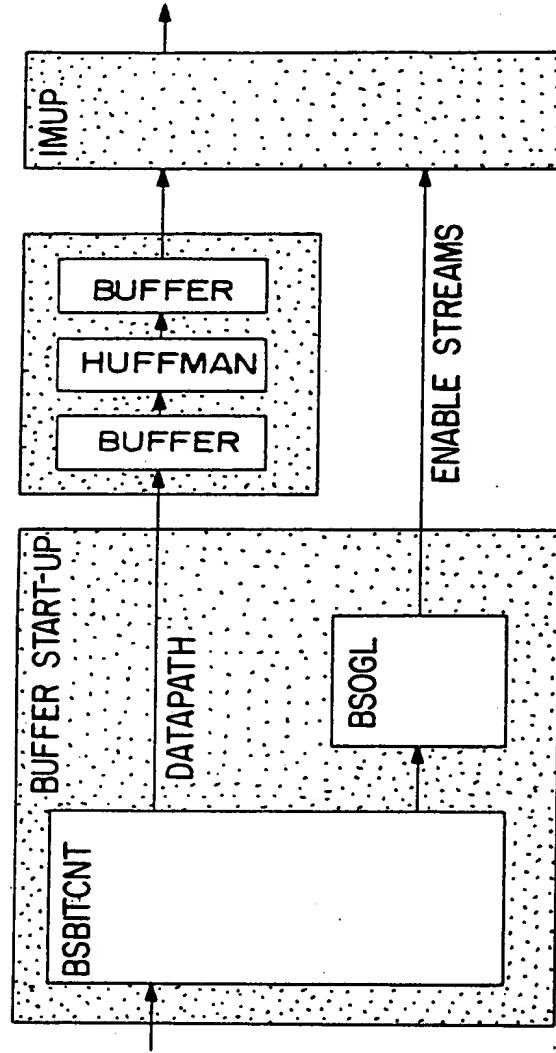 BUFFER START-UP
BSBITCNT
DATAPATH
BSOGL
BUFFER
HUFFMAN
BUFFER
ENABLE STREAMS
IMUP